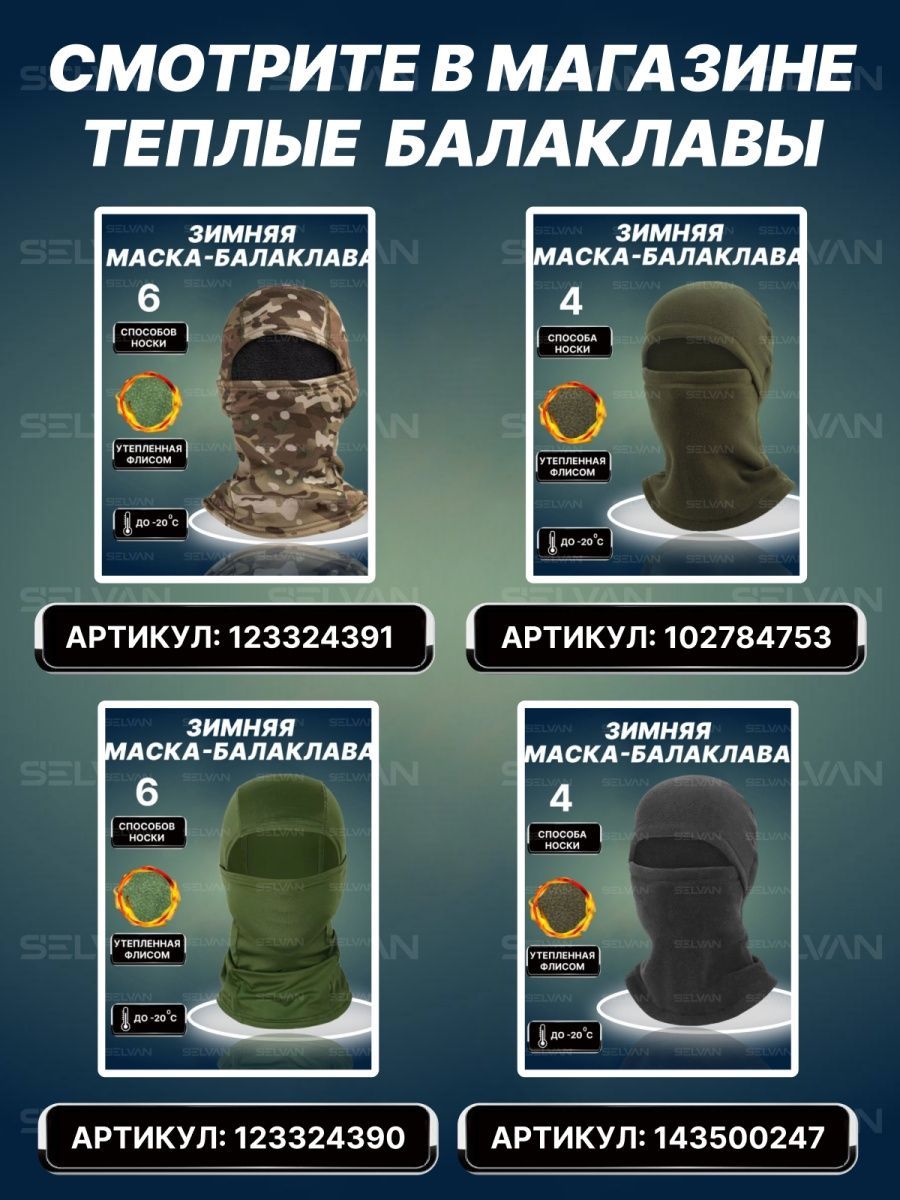 СМОТРИТЕ В МАГАЗИНЕ
ТЕПЛЫЕ БАЛАКЛАВЫ
ЗИМНЯЯ
МАСКА-БАЛАКЛАВА
6
СПОСОБОВ
НОСКИ
УТЕПЛЕННАЯ
ФЛИСОМ
ДО -20°С
АРТИКУЛ: 123324391
ЗИМНЯЯ
МАСКА-БАЛАКЛАВА
4
СПОСОБА
НОСКИ
УТЕПЛЕННАЯ
ФЛИСОМ
ДО -20°С
АРТИКУЛ: 102784753
ЗИМНЯЯ
МАСКА-БАЛАКЛАВА
6
СПОСОБОВ
НОСКИ
УТЕПЛЕННАЯ
ФЛИСОМ
ДО -20°С
АРТИКУЛ: 123324390
ЗИМНЯЯ
МАСКА-БАЛАКЛАВА
4
СПОСОБА
НОСКИ
УТЕПЛЕННАЯ
ФЛИСОМ
ДО -20°С
АРТИКУЛ: 143500247
SELVAN